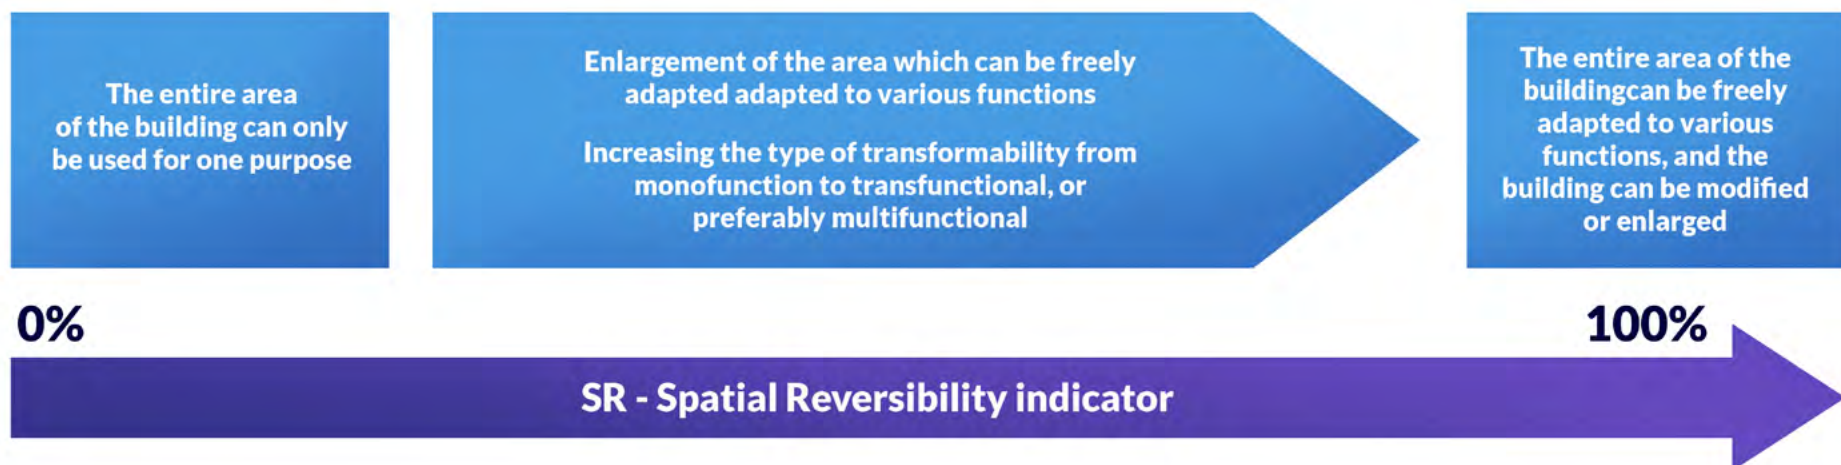 The entire area
of the building can only
be used for one purpose
Enlargement of the area which can be freely
adapted adapted to various functions
Increasing the type of transformability from
monofunction to transfunctional, or
preferably multifunctional
The entire area of the
buildingcan be freely
adapted to various
functions, and the
building can be modified
or enlarged
0%
100%
SR - Spatial Reversibility indicator